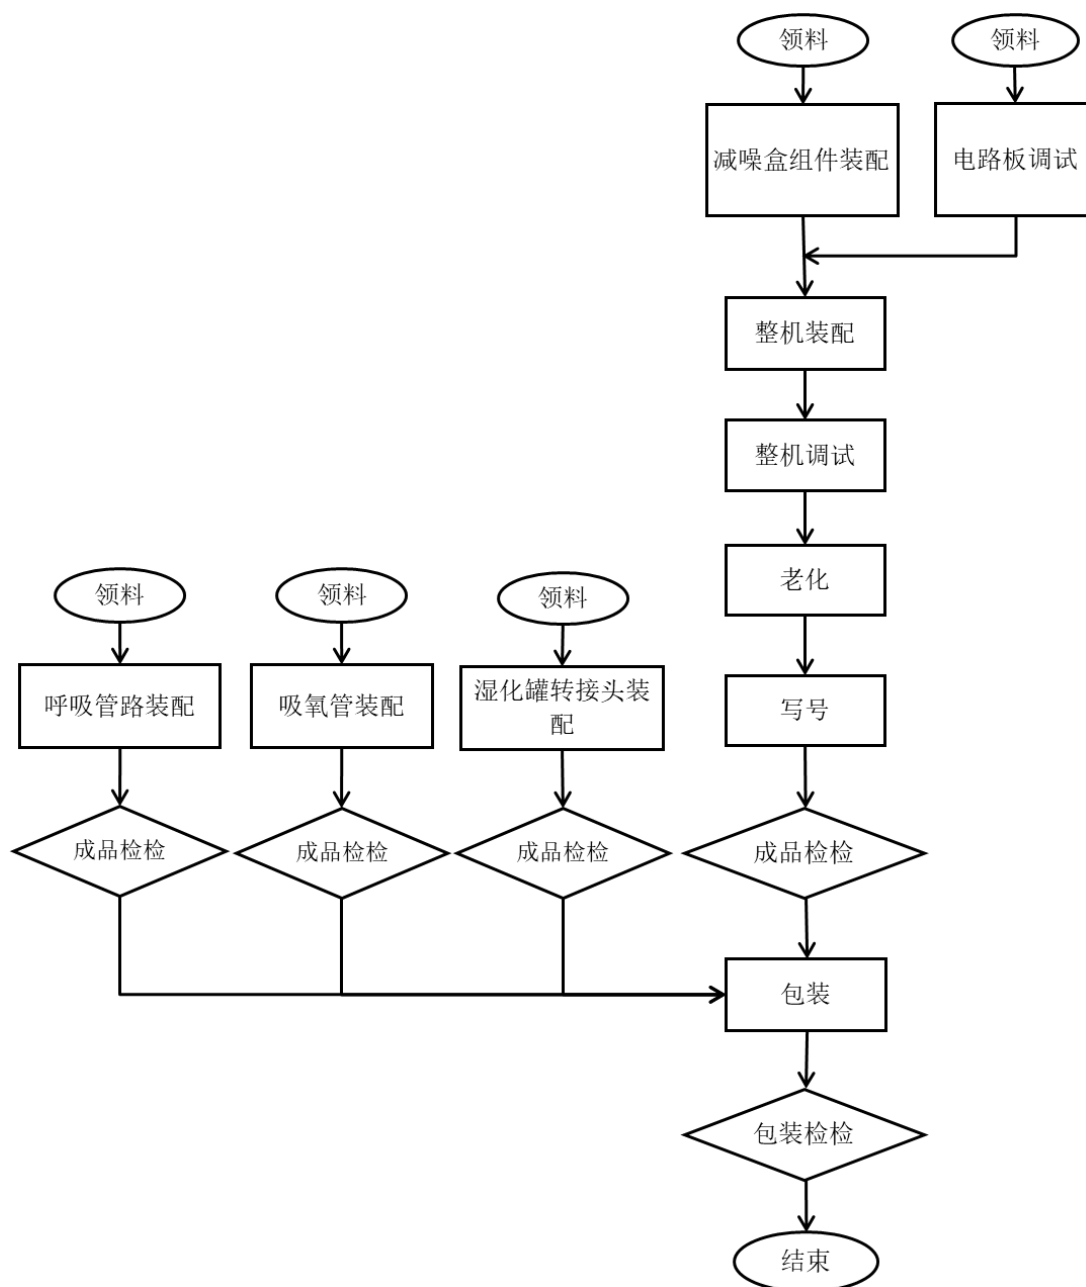 领料
领料
减噪盒组件装配
电路板调试
整机装配
整机调试
老化
领料
领料
领料
呼吸管路装配
吸氧管装配
湿化罐转接头装
配
写号
成品检检
成品检检
成品检检
成品检检
包装
包装检检
结束